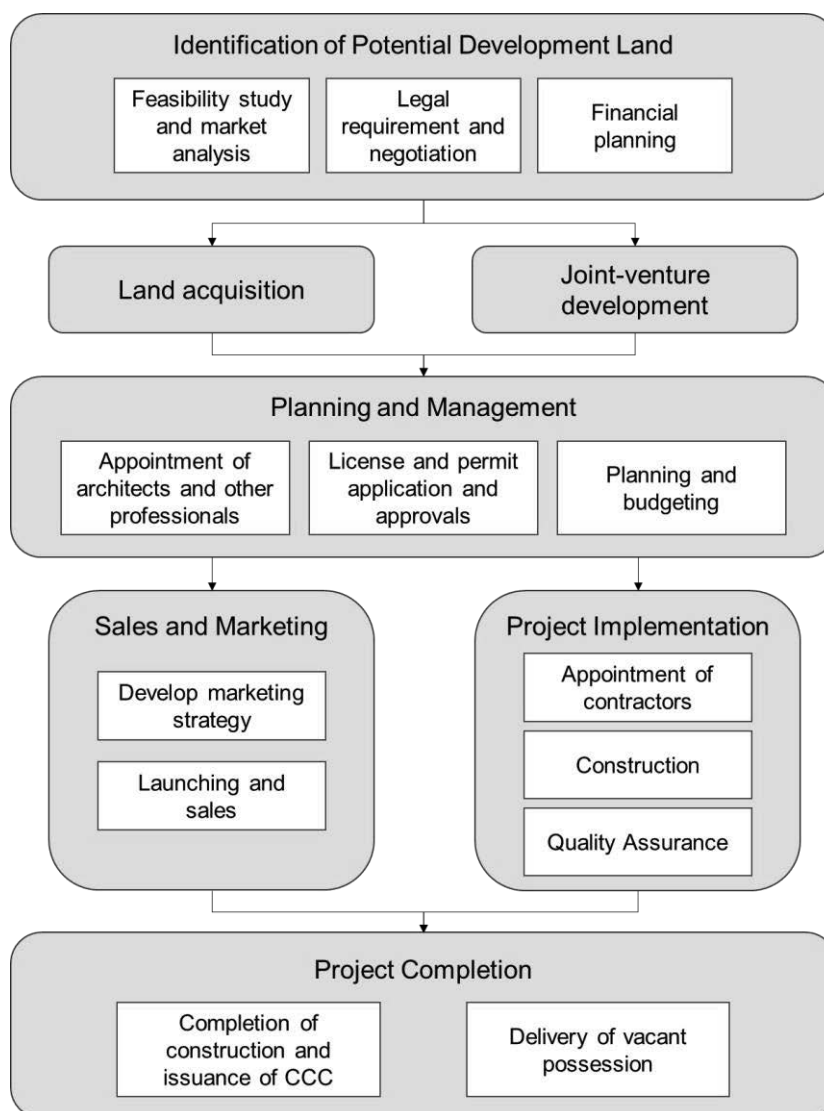 Identification of Potential Development Land
Feasibility study
and market
analysis
Legal
requirement and
negotiation
Financial
planning
Land acquisition
Joint-venture
development
Planning and Management
Appointment of
architects and other
professionals
License and permit
application and
approvals
Planning and
budgeting
Sales and Marketing
Develop marketing
strategy
Launching and
sales
Project Implementation
Appointment of
contractors
Construction
Quality Assurance
Project Completion
Completion of
construction and
issuance of CCC
Delivery of vacant
possession